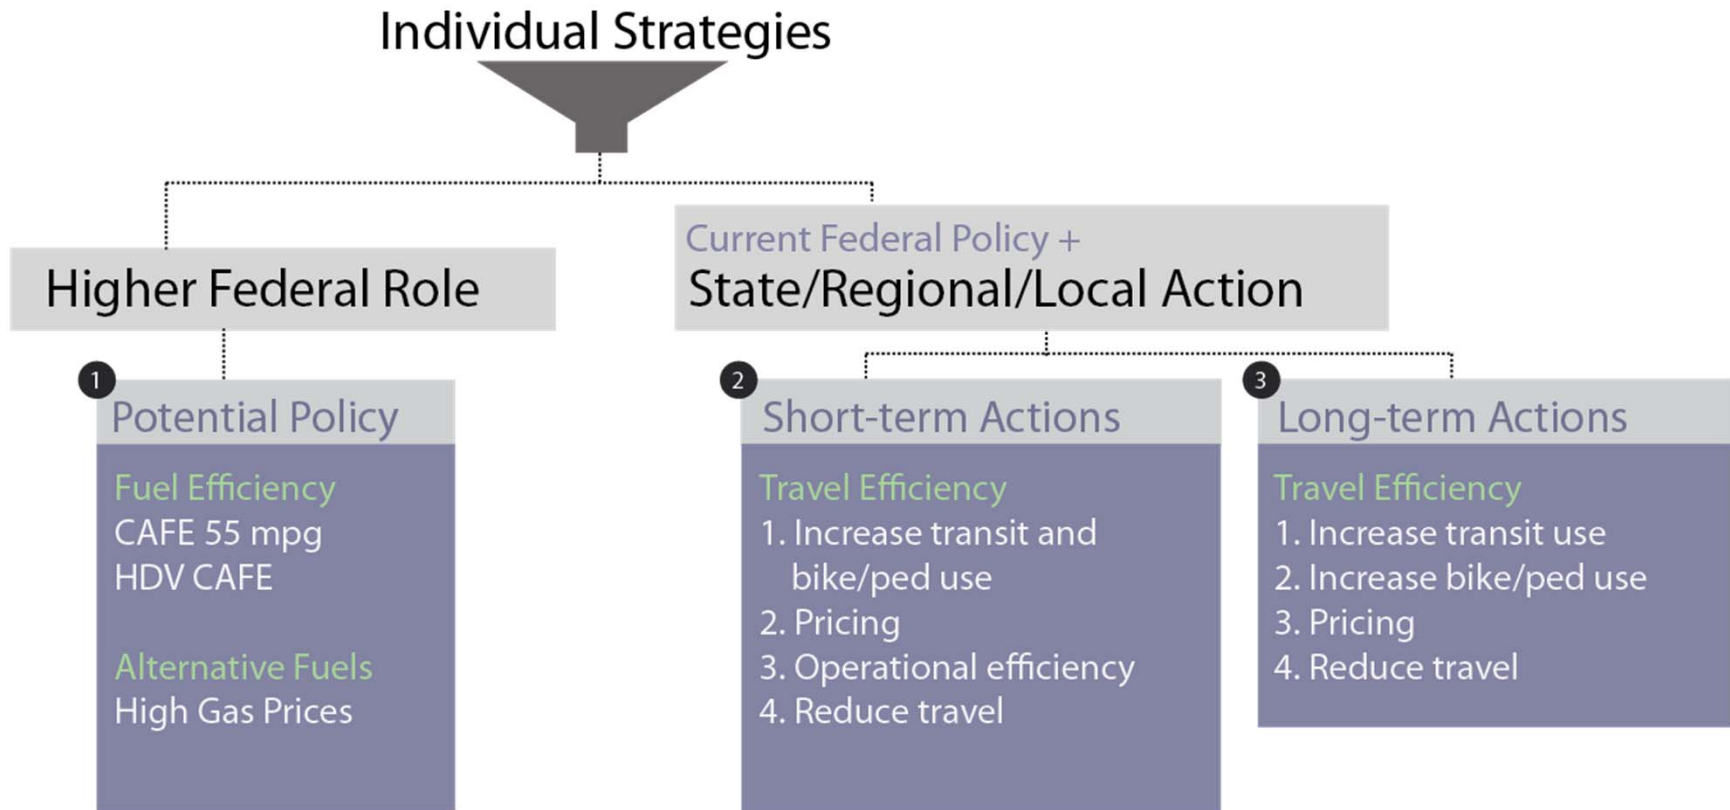 Individual Strategies
Higher Federal Role
Current Federal Policy +
State/Regional/Local Action
1
Potential Policy
Fuel Efficiency
CAFE 55 mpg
HDV CAFE
Alternative Fuels
High Gas Prices
2
Short-term Actions
Travel Efficiency
1. Increase transit and
bike/ped use
2. Pricing
3. Operational efficiency
4. Reduce travel
3
Long-term Actions
Travel Efficiency
1. Increase transit use
2. Increase bike/ped use
3. Pricing
4. Reduce travel